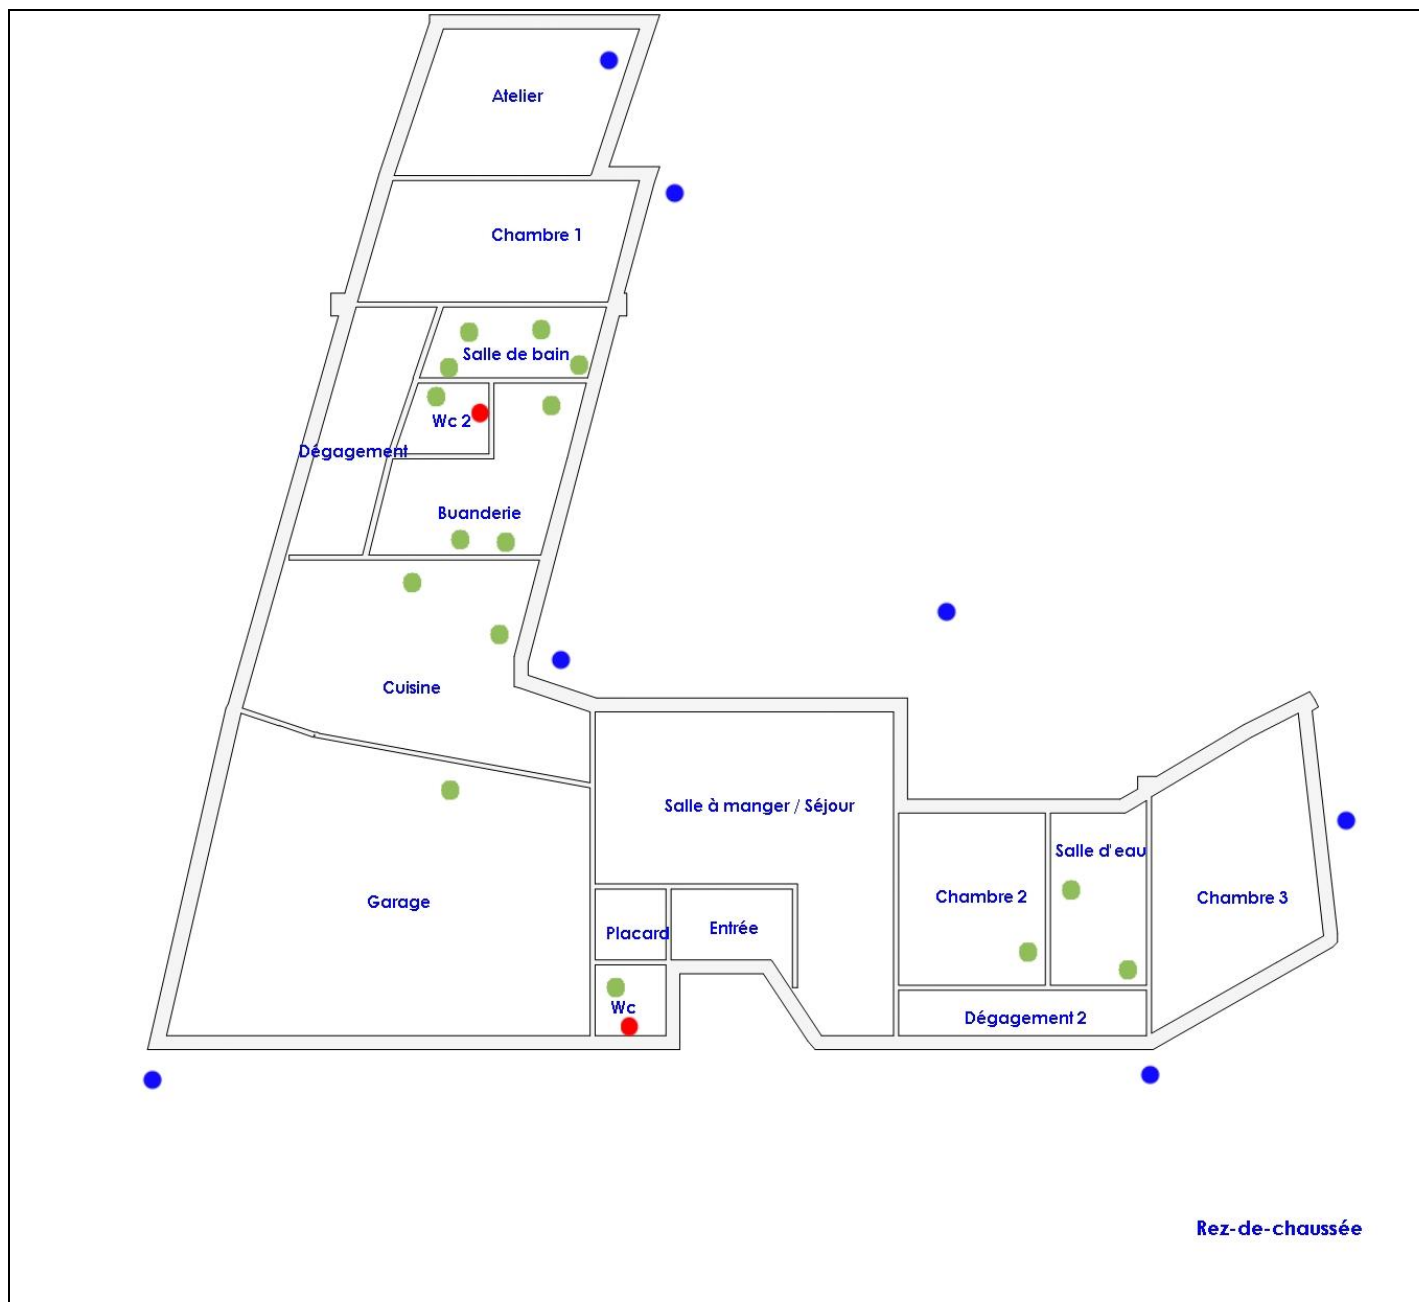 Atelier
Chambre 1
Salle de bain
Wc 2
Dégagement
Buanderie
Cuisine
Salle à manger / Séjour
Salle d'eau
Chambre 2
Chambre 3
Garage
Placard
Entrée
Wc
Dégagement 2
Rez-de-chaussée